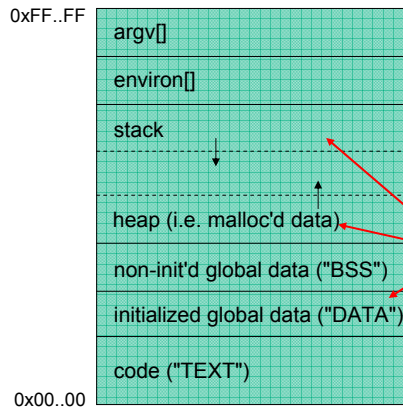 0xFF..FF
argv[]
environ[]
stack
heap (i.e. malloc'd data)
non-init'd global data ("BSS")
initialized global data ("DATA")
code ("TEXT")
0x00..00